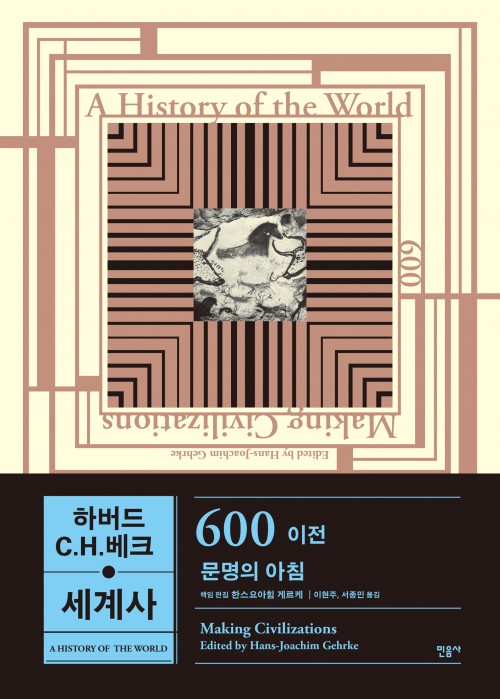 A History of the World
600
Making Civilizations
Edited by Hans-Joachim Gehrke
하버드
C.H.베크
세계사
A HISTORY OF THE WORLD
600 이전
문명의 아침
책임 편집 한스요아힘 게르케 | 이현주, 서종민 옮김
Making Civilizations
Edited by Hans-Joachim Gehrke
민음사